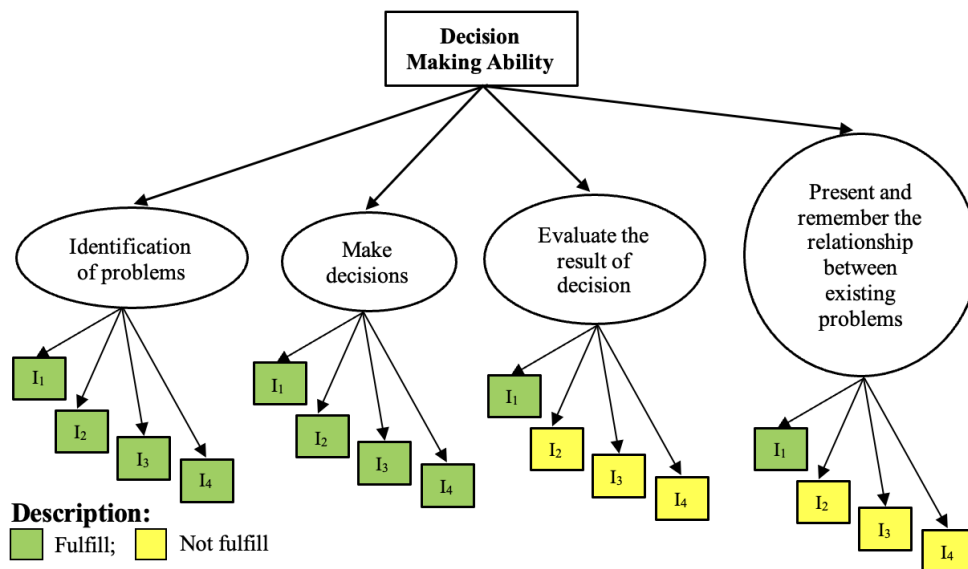 Decision
Making Ability
Identification
of problems
Make
decisions
Evaluate the
result of
decision
Present and
remember the
relationship
between
existing
problems
I₁
I₂
I₃
I₄
I₁
I₂
I₃
I₄
I₁
I₂
I₃
I₄
I₁
I₂
I₃
I₄
Description:
Fulfill; Not fulfill